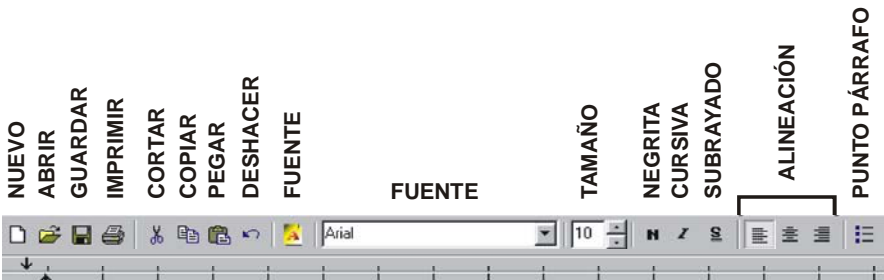 NUEVO
ABRIR
GUARDAR
IMPRIMIR
CORTAR
COPIAR
PEGAR
DESHACER
FUENTE
FUENTE
TAMAÑO
NEGRITA
CURSIVA
SUBRAYADO
ALINEACIÓN
PUNTO PÁRRAFO
Arial 10 N I S